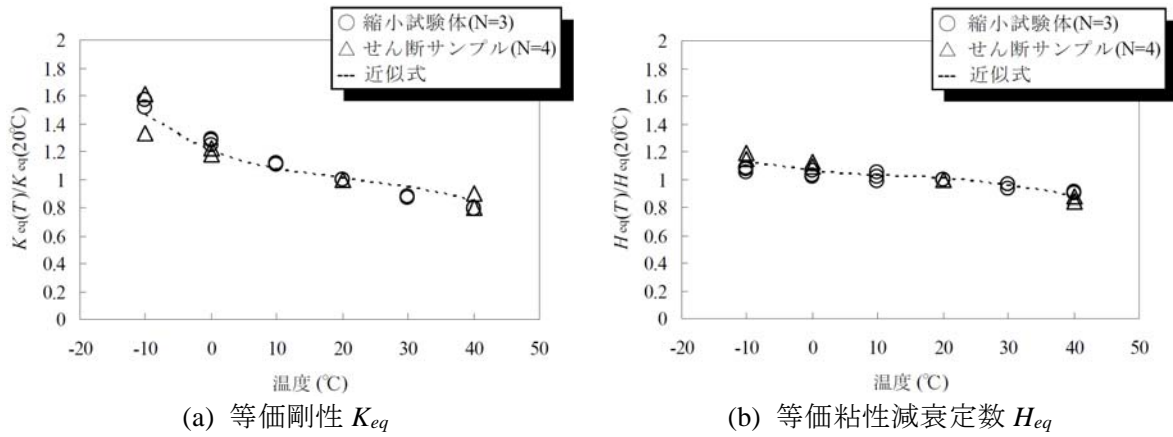 ○ 縮小試験体(N=3)
△ せん断サンプル(N=4)
---- 近似式
2
1.8
1.6
1.4
1.2
1
0.8
0.6
0.4
0.2
0
K eq(T)/K eq(20℃)
-20 -10 0 10 20 30 40 50
温度 (℃)
(a) 等価剛性 Keq
○ 縮小試験体(N=3)
△ せん断サンプル(N=4)
---- 近似式
2
1.8
1.6
1.4
1.2
1
0.8
0.6
0.4
0.2
0
H eq(T)/H eq(20℃)
-20 -10 0 10 20 30 40 50
温度 (℃)
(b) 等価粘性減衰定数 Heq